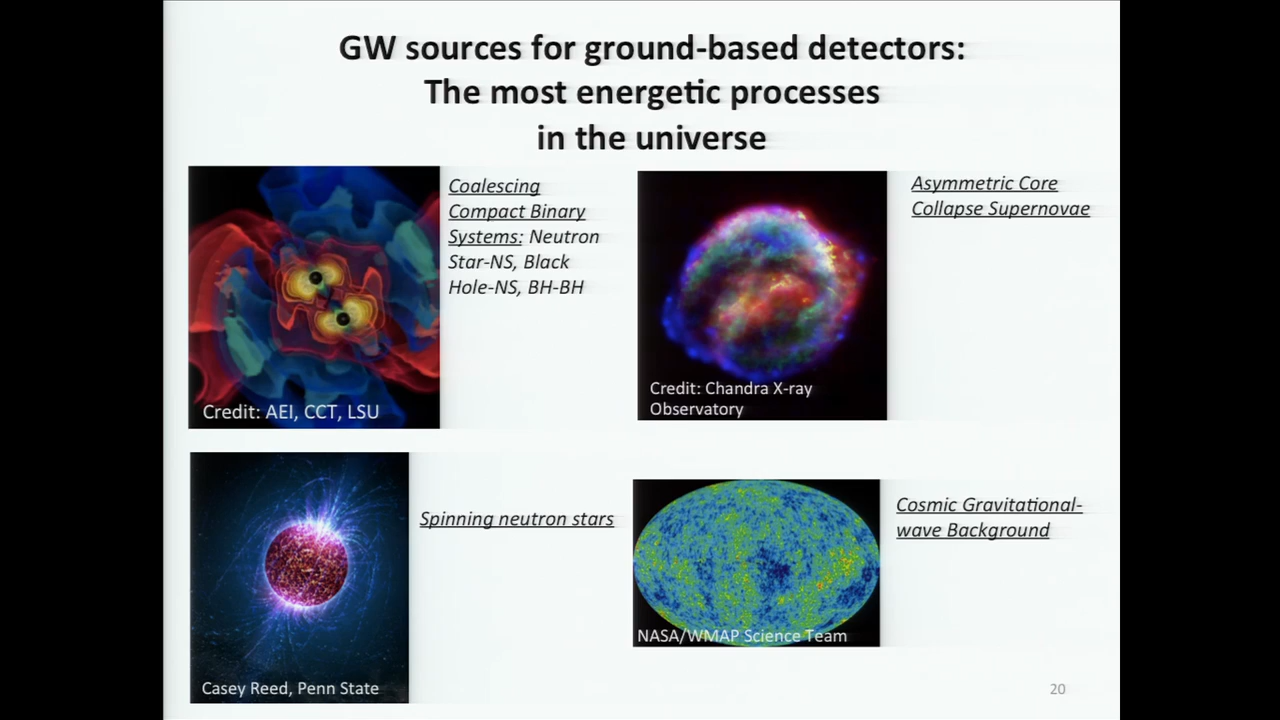 GW sources for ground-based detectors:
The most energetic processes
in the universe
Coalescing
Compact Binary
Systems: Neutron
Star-NS, Black
Hole-NS, BH-BH
Credit: AEI, CCT, LSU
Asymmetric Core
Collapse Supernovae
Credit: Chandra X-ray
Observatory
Spinning neutron stars
Casey Reed, Penn State
Cosmic Gravitational-
wave Background
NASA/WMAP Science Team
20